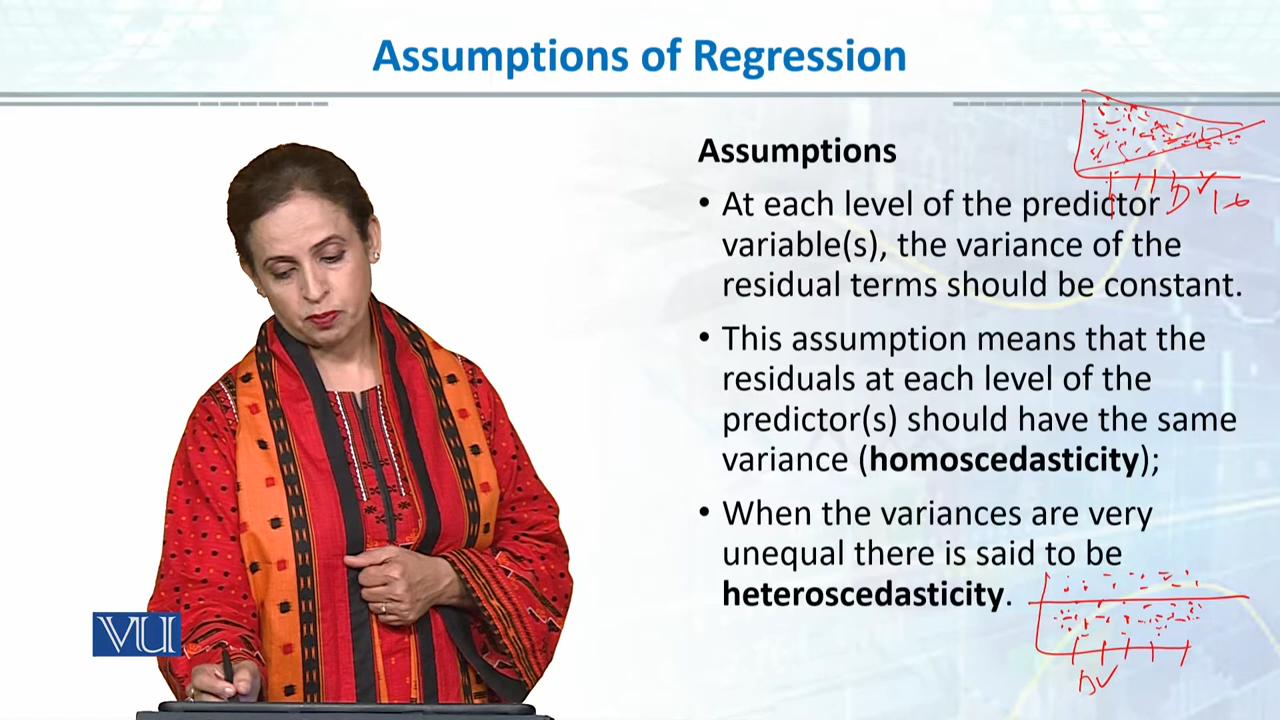 Assumptions of Regression
Assumptions
• At each level of the predictor
variable(s), the variance of the
residual terms should be constant.
• This assumption means that the
residuals at each level of the
predictor(s) should have the same
variance (homoscedasticity);
• When the variances are very
unequal there is said to be
heteroscedasticity.
VU